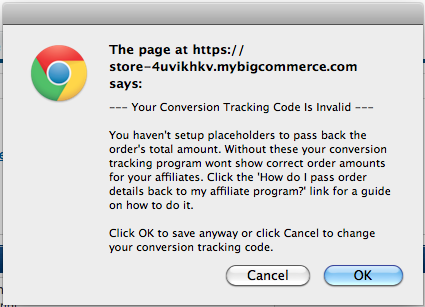 The page at https://
store-4uvikhkv.mybigcommerce.com
says:
--- Your Conversion Tracking Code Is Invalid ---
You haven't setup placeholders to pass back the
order's total amount. Without these your conversion
tracking program wont show correct order amounts
for your affiliates. Click the 'How do I pass order
details back to my affiliate program?' link for a guide
on how to do it.
Click OK to save anyway or click Cancel to change
your conversion tracking code.
Cancel OK